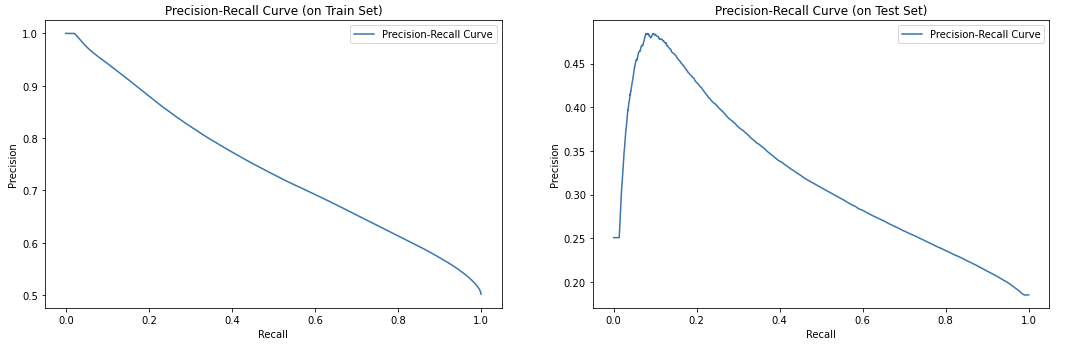 Precision-Recall Curve (on Train Set)
Precision-Recall Curve
1.0
0.9
0.8
0.7
0.6
0.5
Precision
0.0 0.2 0.4 0.6 0.8 1.0
Recall
Precision-Recall Curve (on Test Set)
Precision-Recall Curve
0.45
0.40
0.35
0.30
0.25
0.20
Precision
0.0 0.2 0.4 0.6 0.8 1.0
Recall